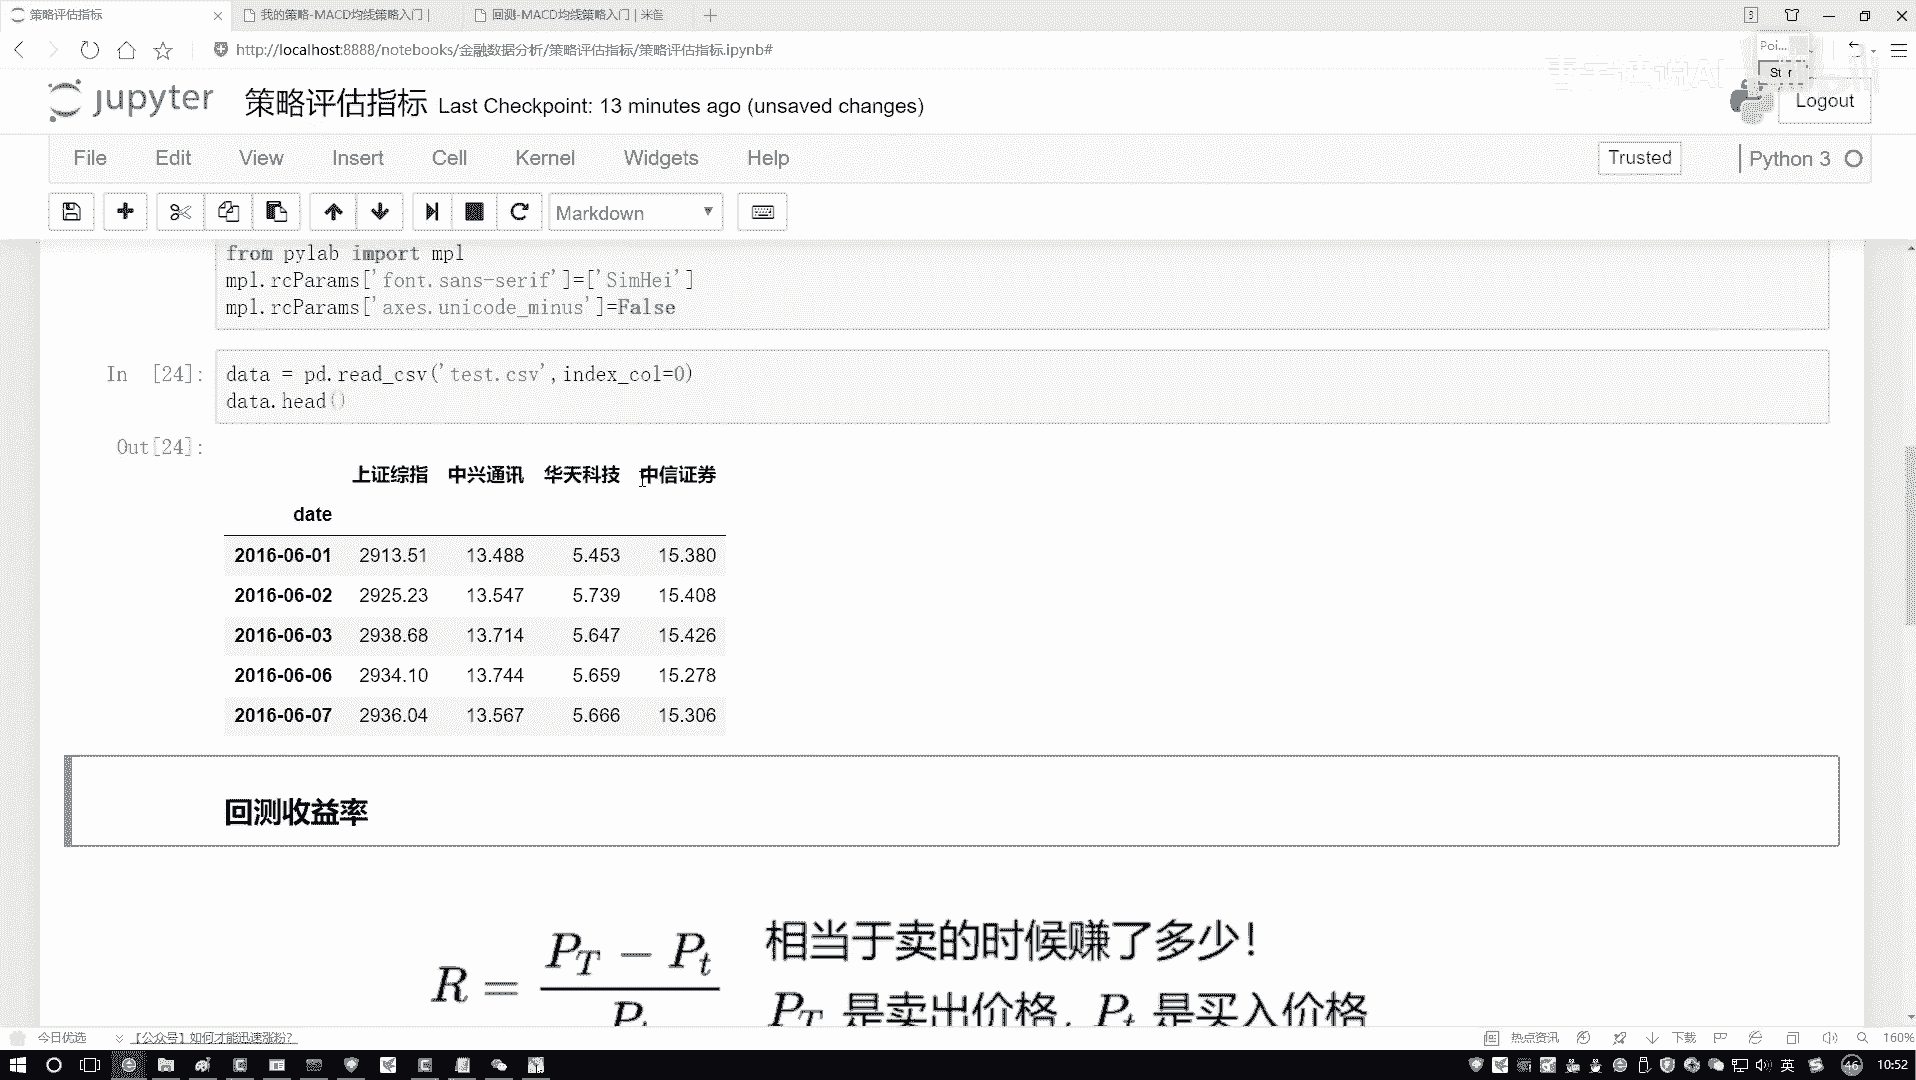 策略评估指标
我的策略-MACD均线策略入门 |
回测-MACD均线策略入门 | 米筐
http://localhost:8888/notebooks/金融数据分析/策略评估指标/策略评估指标.ipynb#
Poi...
jupyter 策略评估指标 Last Checkpoint: 13 minutes ago (unsaved changes)
Logout
File Edit View Insert Cell Kernel Widgets Help
Trusted Python 3
Markdown
from pylab import mpl
mpl.rcParams['font.sans-serif']=['SimHei']
mpl.rcParams['axes.unicode_minus']=False
In [24]:
data = pd.read_csv('test.csv',index_col=0)
data.head()
Out[24]:
上证综指 中兴通讯 华天科技 中信证券
date
2016-06-01 2913.51 13.488 5.453 15.380
2016-06-02 2925.23 13.547 5.739 15.408
2016-06-03 2938.68 13.714 5.647 15.426
2016-06-06 2934.10 13.744 5.659 15.278
2016-06-07 2936.04 13.567 5.666 15.306
回测收益率
R = (P_T − P_t) / P_t
相当于卖的时候赚了多少！
P_T 是卖出价格，P_t 是买入价格
今日优选 【公众号】如何才能迅速涨粉?
热点资讯 下载 160%
英 46 10:52